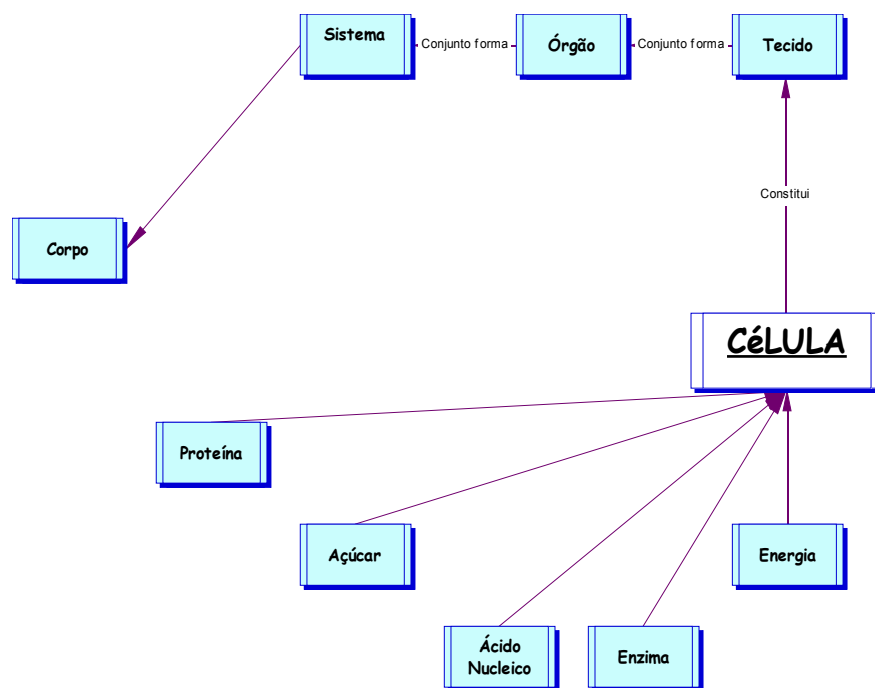 Sistema
Conjunto forma
Órgão
Conjunto forma
Tecido
Constitui
Corpo
CéLULA
Proteína
Açúcar
Energia
Ácido
Nucleico
Enzima